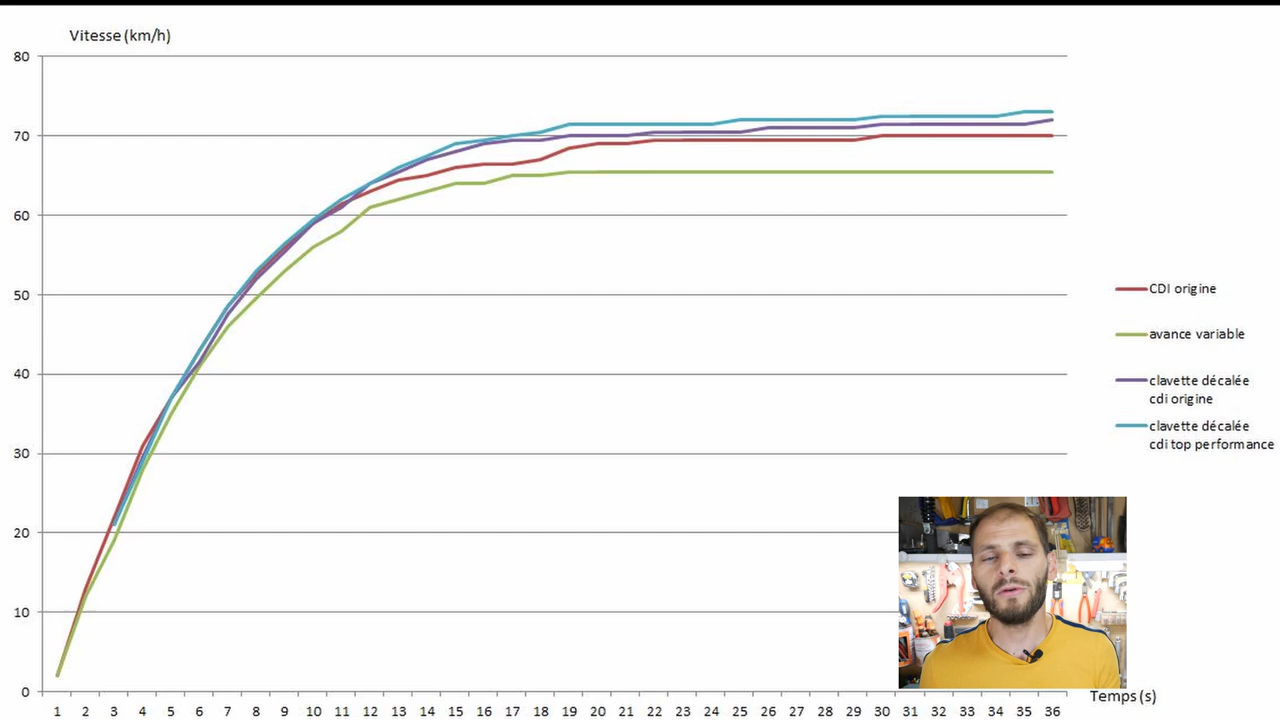 Vitesse (km/h)
80
70
60
50
40
30
20
10
0
1 2 3 4 5 6 7 8 9 10 11 12 13 14 15 16 17 18 19 20 21 22 23 24 25 26 27 28 29 30 31 32 33 34 35 36
Temps (s)
CDI origine
avance variable
clavette décalée
cdi origine
clavette décalée
cdi top performance